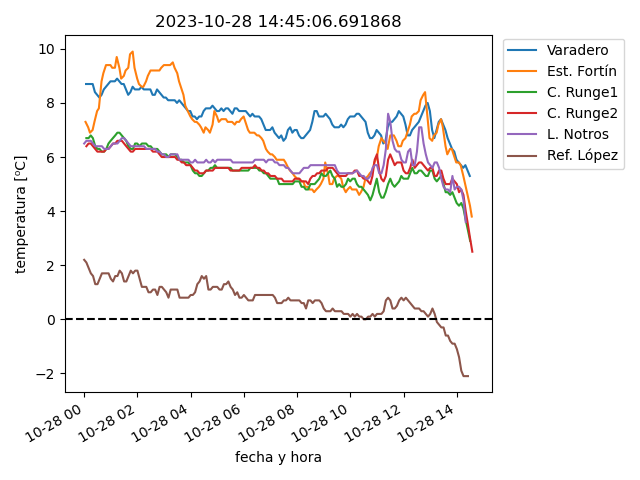 2023-10-28 14:45:06.691868
temperatura [ºC]
10
8
6
4
2
0
−2
10-28 00
10-28 02
10-28 04
10-28 06
10-28 08
10-28 10
10-28 12
10-28 14
fecha y hora
Varadero
Est. Fortín
C. Runge1
C. Runge2
L. Notros
Ref. López